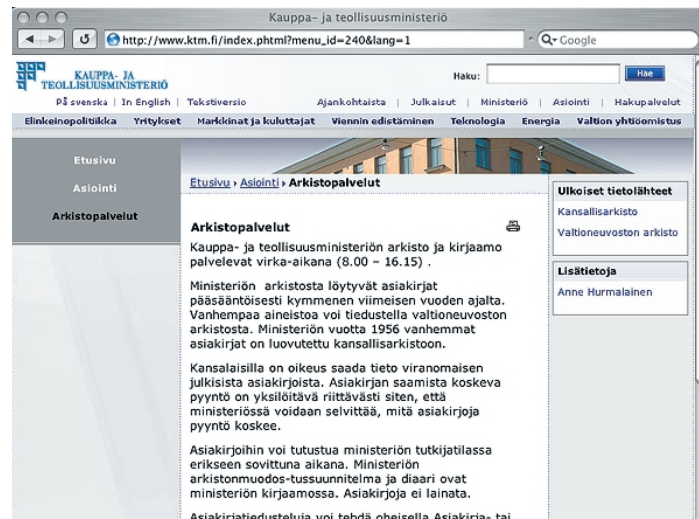 Kauppa- ja teollisuusministeriö
http://www.ktm.fi/index.phtml?menu_id=240&lang=1
Google
KAUPPA- JA
TEOLLISUUSMINISTERIÖ
Haku:
Hae
På svenska | In English | Tekstiversio
Ajankohtaista | Julkaisut | Ministeriö | Asiointi | Hakupalvelut
Elinkeinopolitiikka Yritykset Markkinat ja kuluttajat Viennin edistäminen Teknologia Energia Valtion yhtiöomistus
Etusivu
Asiointi
Arkistopalvelut
Etusivu › Asiointi › Arkistopalvelut
Arkistopalvelut
Kauppa- ja teollisuusministeriön arkisto ja kirjaamo
palvelevat virka-aikana (8.00 – 16.15) .
Ministeriön arkistosta löytyvät asiakirjat
pääsääntöisesti kymmenen viimeisen vuoden ajalta.
Vanhempaa aineistoa voi tiedustella valtioneuvoston
arkistosta. Ministeriön vuotta 1956 vanhemmat
asiakirjat on luovutettu kansallisarkistoon.
Kansalaisilla on oikeus saada tieto viranomaisen
julkisista asiakirjoista. Asiakirjan saamista koskeva
pyyntö on yksilöitävä riittävästi siten, että
ministeriössä voidaan selvittää, mitä asiakirjoja
pyyntö koskee.
Asiakirjoihin voi tutustua ministeriön tutkijatilassa
erikseen sovittuna aikana. Ministeriön
arkistonmuodos-tussuunnitelma ja diaari ovat
ministeriön kirjaamossa. Asiakirjoja ei lainata.
Asiakirjatiedusteluja voi tehdä oheisella Asiakirja- tai
Ulkoiset tietolähteet
Kansallisarkisto
Valtioneuvoston arkisto
Lisätietoja
Anne Hurmalainen